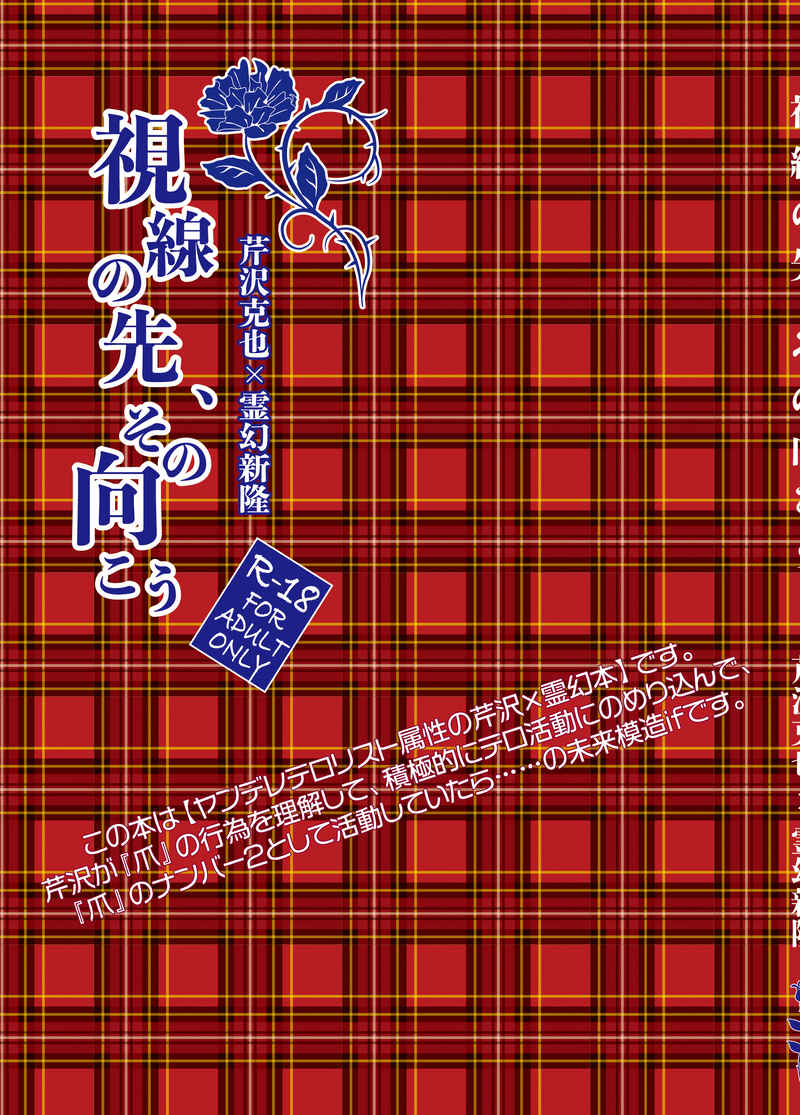 視線の先、その向こう
芹沢克也×霊幻新隆
R-18
FOR
ADULT
ONLY
この本は【ヤンデレテロリスト属性の芹沢×霊幻本】です。
芹沢が『爪』の行為を理解して、積極的にテロ活動にのめり込んで、
『爪』のナンバー2として活動していたら……の未来模造ifです。